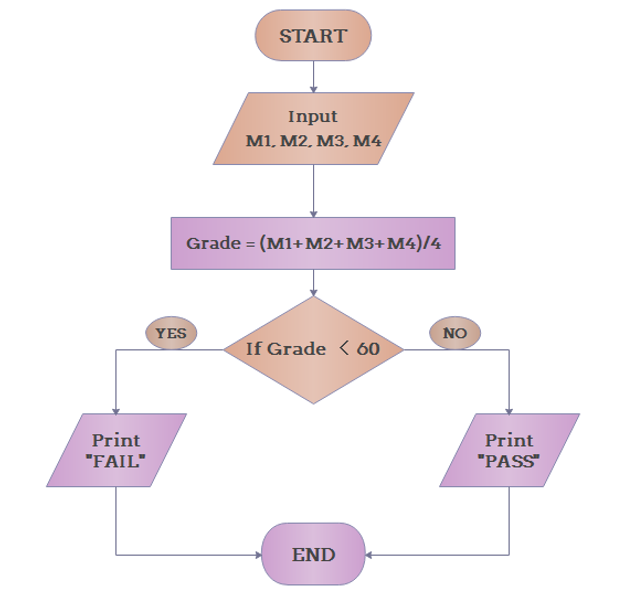 START
Input
M1, M2, M3, M4
Grade = (M1+M2+M3+M4)/4
YES
If Grade < 60
NO
Print
"FAIL"
Print
"PASS"
END